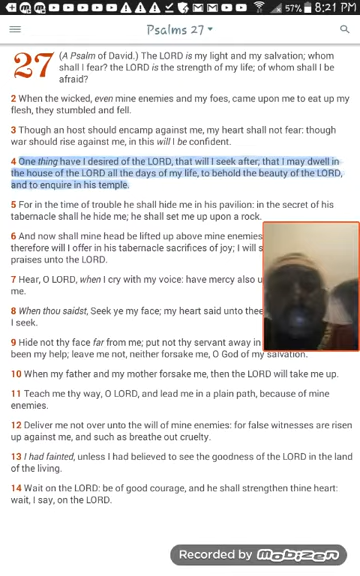 57% 8:21 PM
Psalms 27
27 (A Psalm of David.) The LORD is my light and my salvation; whom
shall I fear? the LORD is the strength of my life; of whom shall I be
afraid?
2 When the wicked, even mine enemies and my foes, came upon me to eat up my
flesh, they stumbled and fell.
3 Though an host should encamp against me, my heart shall not fear: though
war should rise against me, in this will I be confident.
4 One thing have I desired of the LORD, that will I seek after; that I may dwell in
the house of the LORD all the days of my life, to behold the beauty of the LORD,
and to enquire in his temple.
5 For in the time of trouble he shall hide me in his pavilion: in the secret of his
tabernacle shall he hide me; he shall set me up upon a rock.
6 And now shall mine head be lifted up above mine enemies
therefore will I offer in his tabernacle sacrifices of joy; I will s
praises unto the LORD.
7 Hear, O LORD, when I cry with my voice: have mercy also u
me.
8 When thou saidst, Seek ye my face; my heart said unto thee
I seek.
9 Hide not thy face far from me; put not thy servant away in
been my help; leave me not, neither forsake me, O God of my salvation.
10 When my father and my mother forsake me, then the LORD will take me up.
11 Teach me thy way, O LORD, and lead me in a plain path, because of mine
enemies.
12 Deliver me not over unto the will of mine enemies: for false witnesses are risen
up against me, and such as breathe out cruelty.
13 I had fainted, unless I had believed to see the goodness of the LORD in the land
of the living.
14 Wait on the LORD: be of good courage, and he shall strengthen thine heart:
wait, I say, on the LORD.
Recorded by mobizen